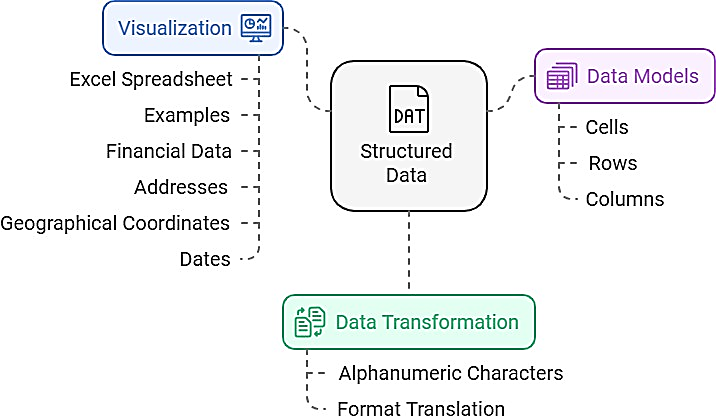 Visualization
Excel Spreadsheet
Examples
Financial Data
Addresses
Geographical Coordinates
Dates
DAT
Structured
Data
Data Models
Cells
Rows
Columns
Data Transformation
Alphanumeric Characters
Format Translation